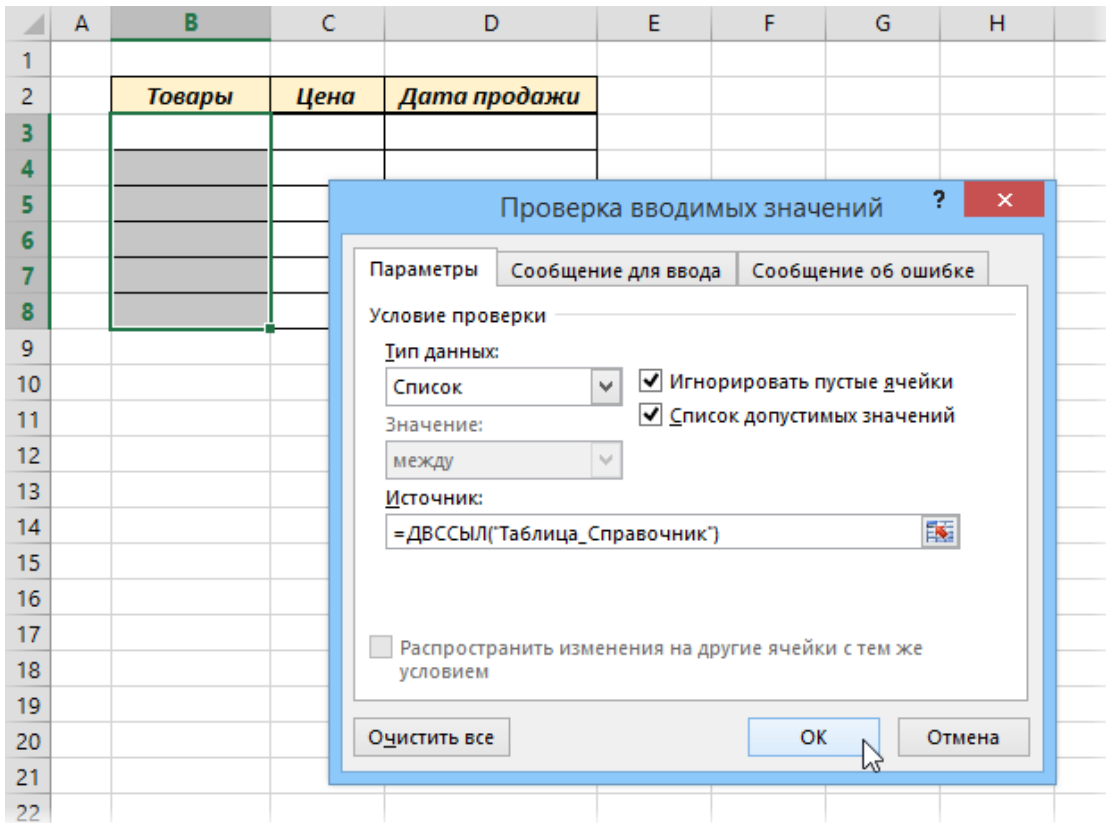 A B C D E F G H
1
2 Товары Цена Дата продажи
3
4
5 Проверка вводимых значений ? ×
6
7 Параметры Сообщение для ввода Сообщение об ошибке
8 Условие проверки
9 Тип данных:
10 Список Игнорировать пустые ячейки
11 Значение: Список допустимых значений
12 между
13 Источник:
14 =ДВССЫЛ("Таблица_Справочник")
15
16
17 Распространить изменения на другие ячейки с тем же
18 условием
19
20 Очистить все ОК Отмена
21
22